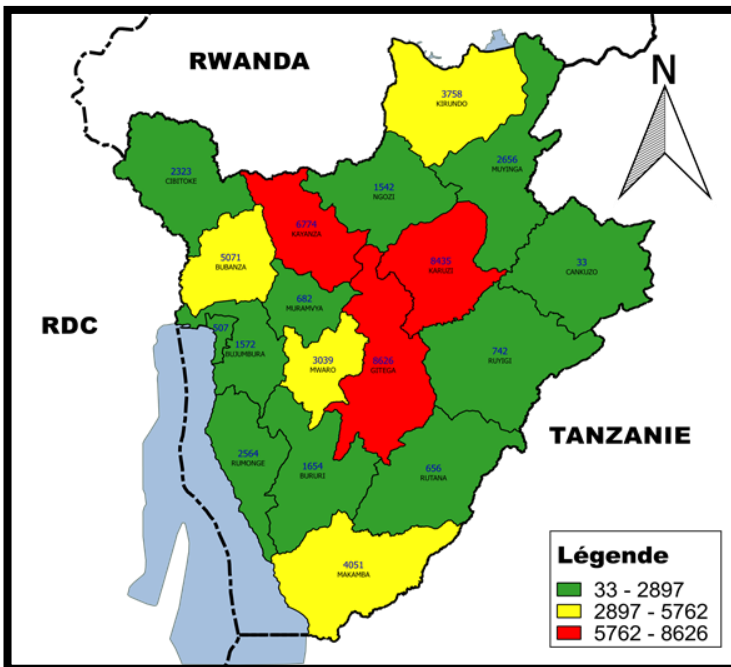 RWANDA
N
3758
KIRUNDO
2323
CIBITOKE
2656
MUYINGA
1542
NGOZI
6774
KAYANZA
8435
KARUZI
33
CANKUZO
5071
BUBANZA
682
MURAMVYA
RDC
507
1572
BUJUMBURA
3039
MWARO
8626
GITEGA
742
RUYIGI
TANZANIE
2564
RUMONGE
1654
BURURI
656
RUTANA
4051
MAKAMBA
Légende
33 - 2897
2897 - 5762
5762 - 8626